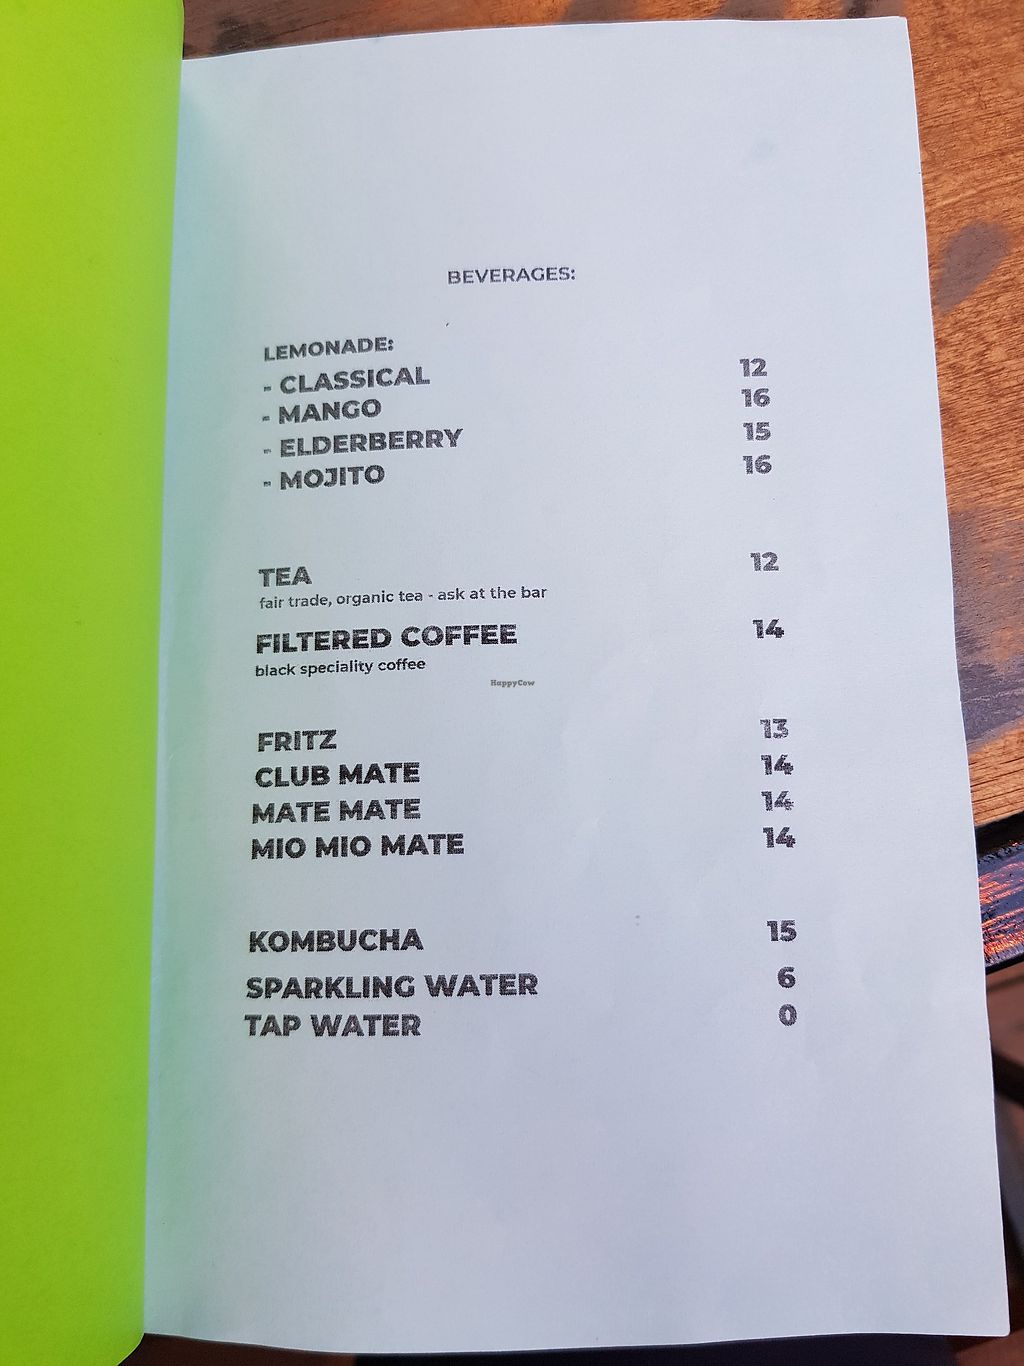 BEVERAGES:
LEMONADE:
- CLASSICAL 12
- MANGO 16
- ELDERBERRY 15
- MOJITO 16
TEA 12
fair trade, organic tea - ask at the bar
FILTERED COFFEE 14
black speciality coffee
HappyCow
FRITZ 13
CLUB MATE 14
MATE MATE 14
MIO MIO MATE 14
KOMBUCHA 15
SPARKLING WATER 6
TAP WATER 0